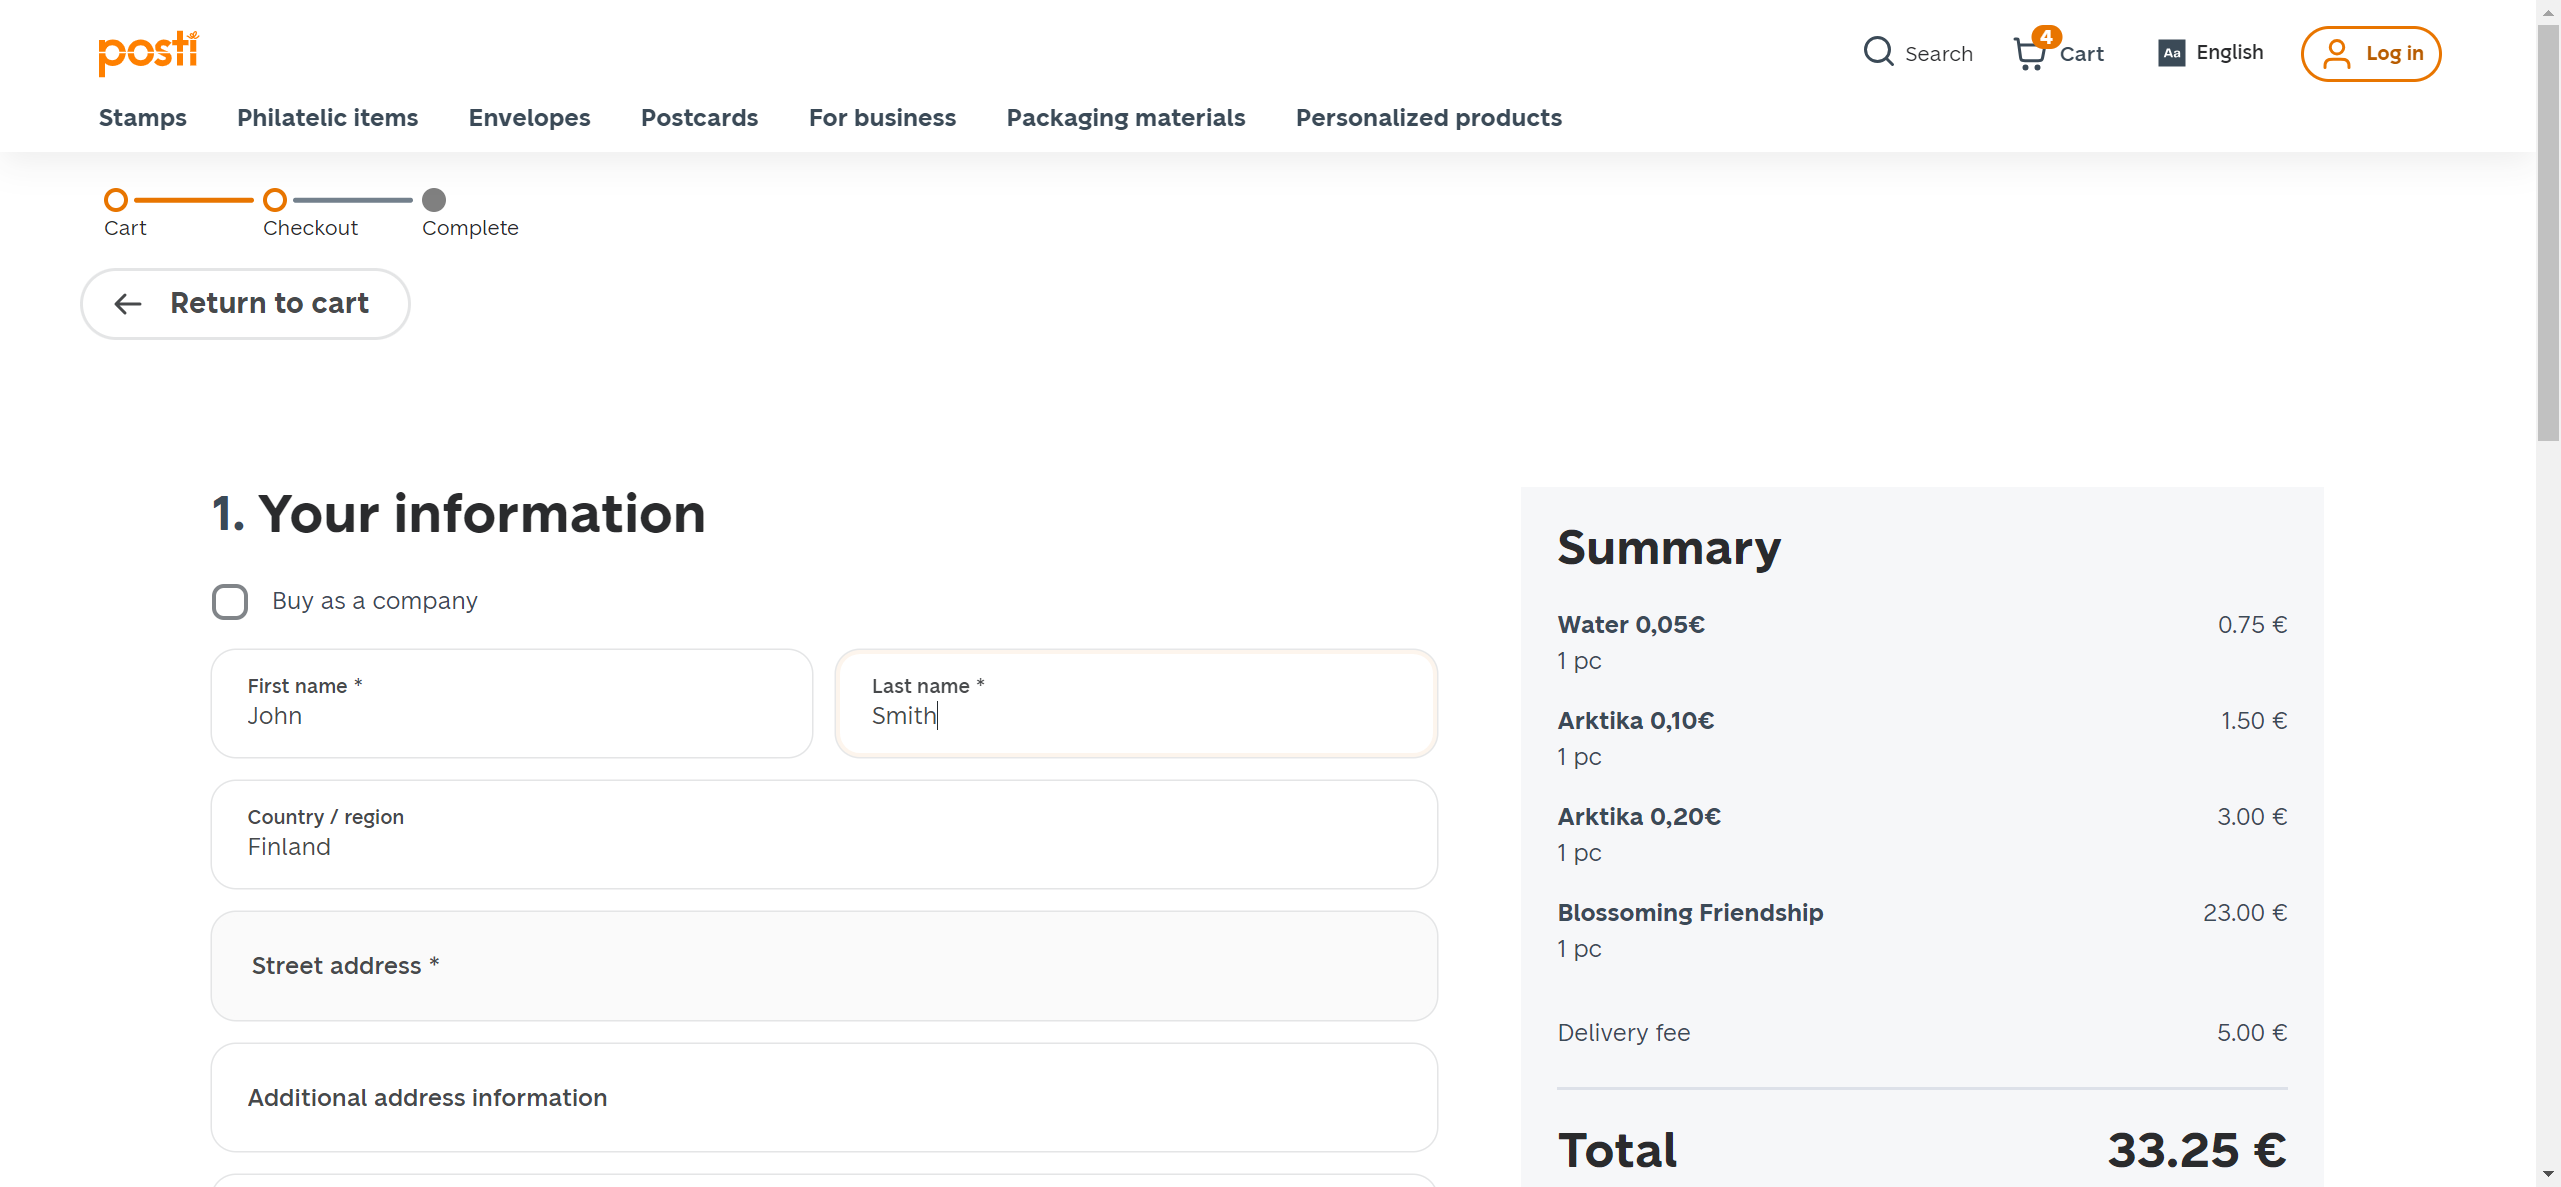 posti
Search
4
Cart
Aa
English
Log in
Stamps
Philatelic items
Envelopes
Postcards
For business
Packaging materials
Personalized products
Cart
Checkout
Complete
Return to cart
1. Your information
Buy as a company
First name *
John
Last name *
Smith
Country / region
Finland
Street address *
Additional address information
Summary
Water 0,05€ 0.75 €
1 pc
Arktika 0,10€ 1.50 €
1 pc
Arktika 0,20€ 3.00 €
1 pc
Blossoming Friendship 23.00 €
1 pc
Delivery fee 5.00 €
Total 33.25 €